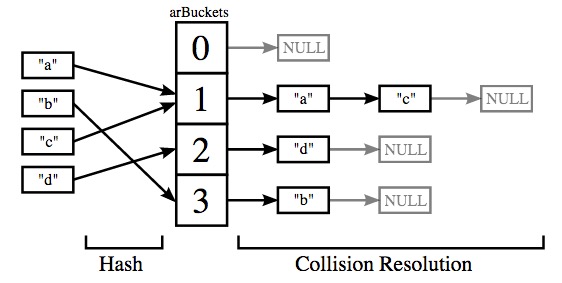 arBuckets
0 NULL
"a"
1 "a" "c" NULL
"b"
"c"
2 "d" NULL
"d"
3 "b" NULL
Hash Collision Resolution